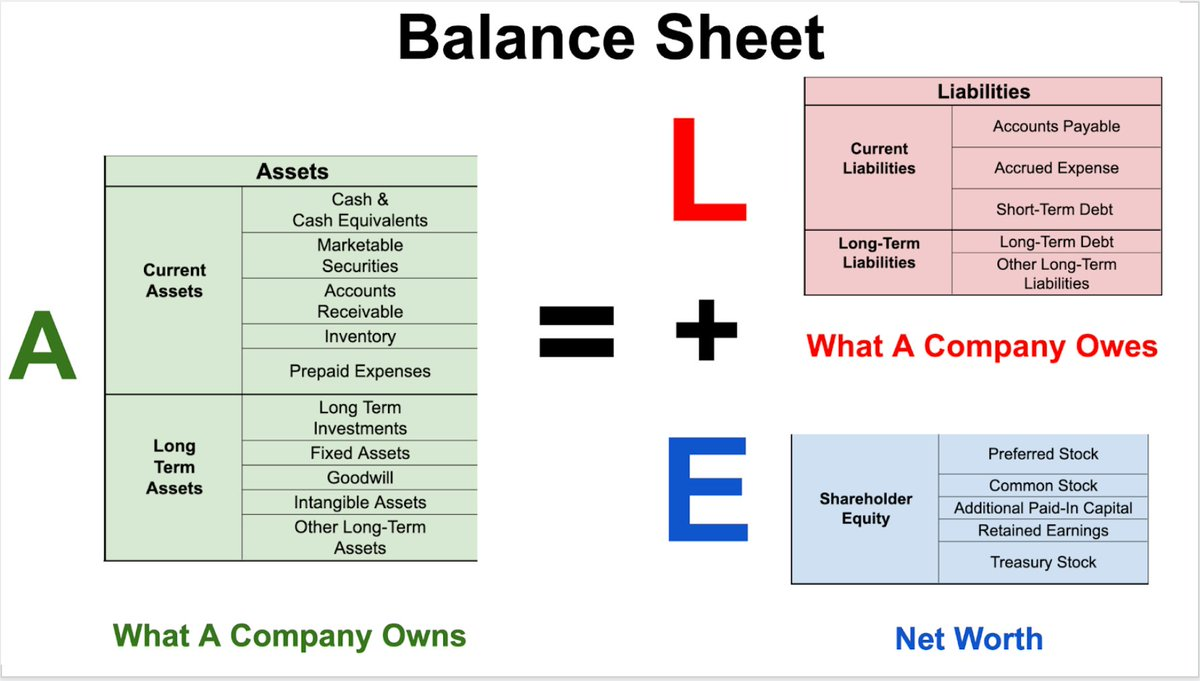 Balance Sheet
A
Assets
Current
Assets
Cash &
Cash Equivalents
Marketable
Securities
Accounts
Receivable
Inventory
Prepaid Expenses
Long
Term
Assets
Long Term
Investments
Fixed Assets
Goodwill
Intangible Assets
Other Long-Term
Assets
What A Company Owns
=
L
Liabilities
Current
Liabilities
Accounts Payable
Accrued Expense
Short-Term Debt
Long-Term
Liabilities
Long-Term Debt
Other Long-Term
Liabilities
What A Company Owes
+
E
Shareholder
Equity
Preferred Stock
Common Stock
Additional Paid-In Capital
Retained Earnings
Treasury Stock
Net Worth